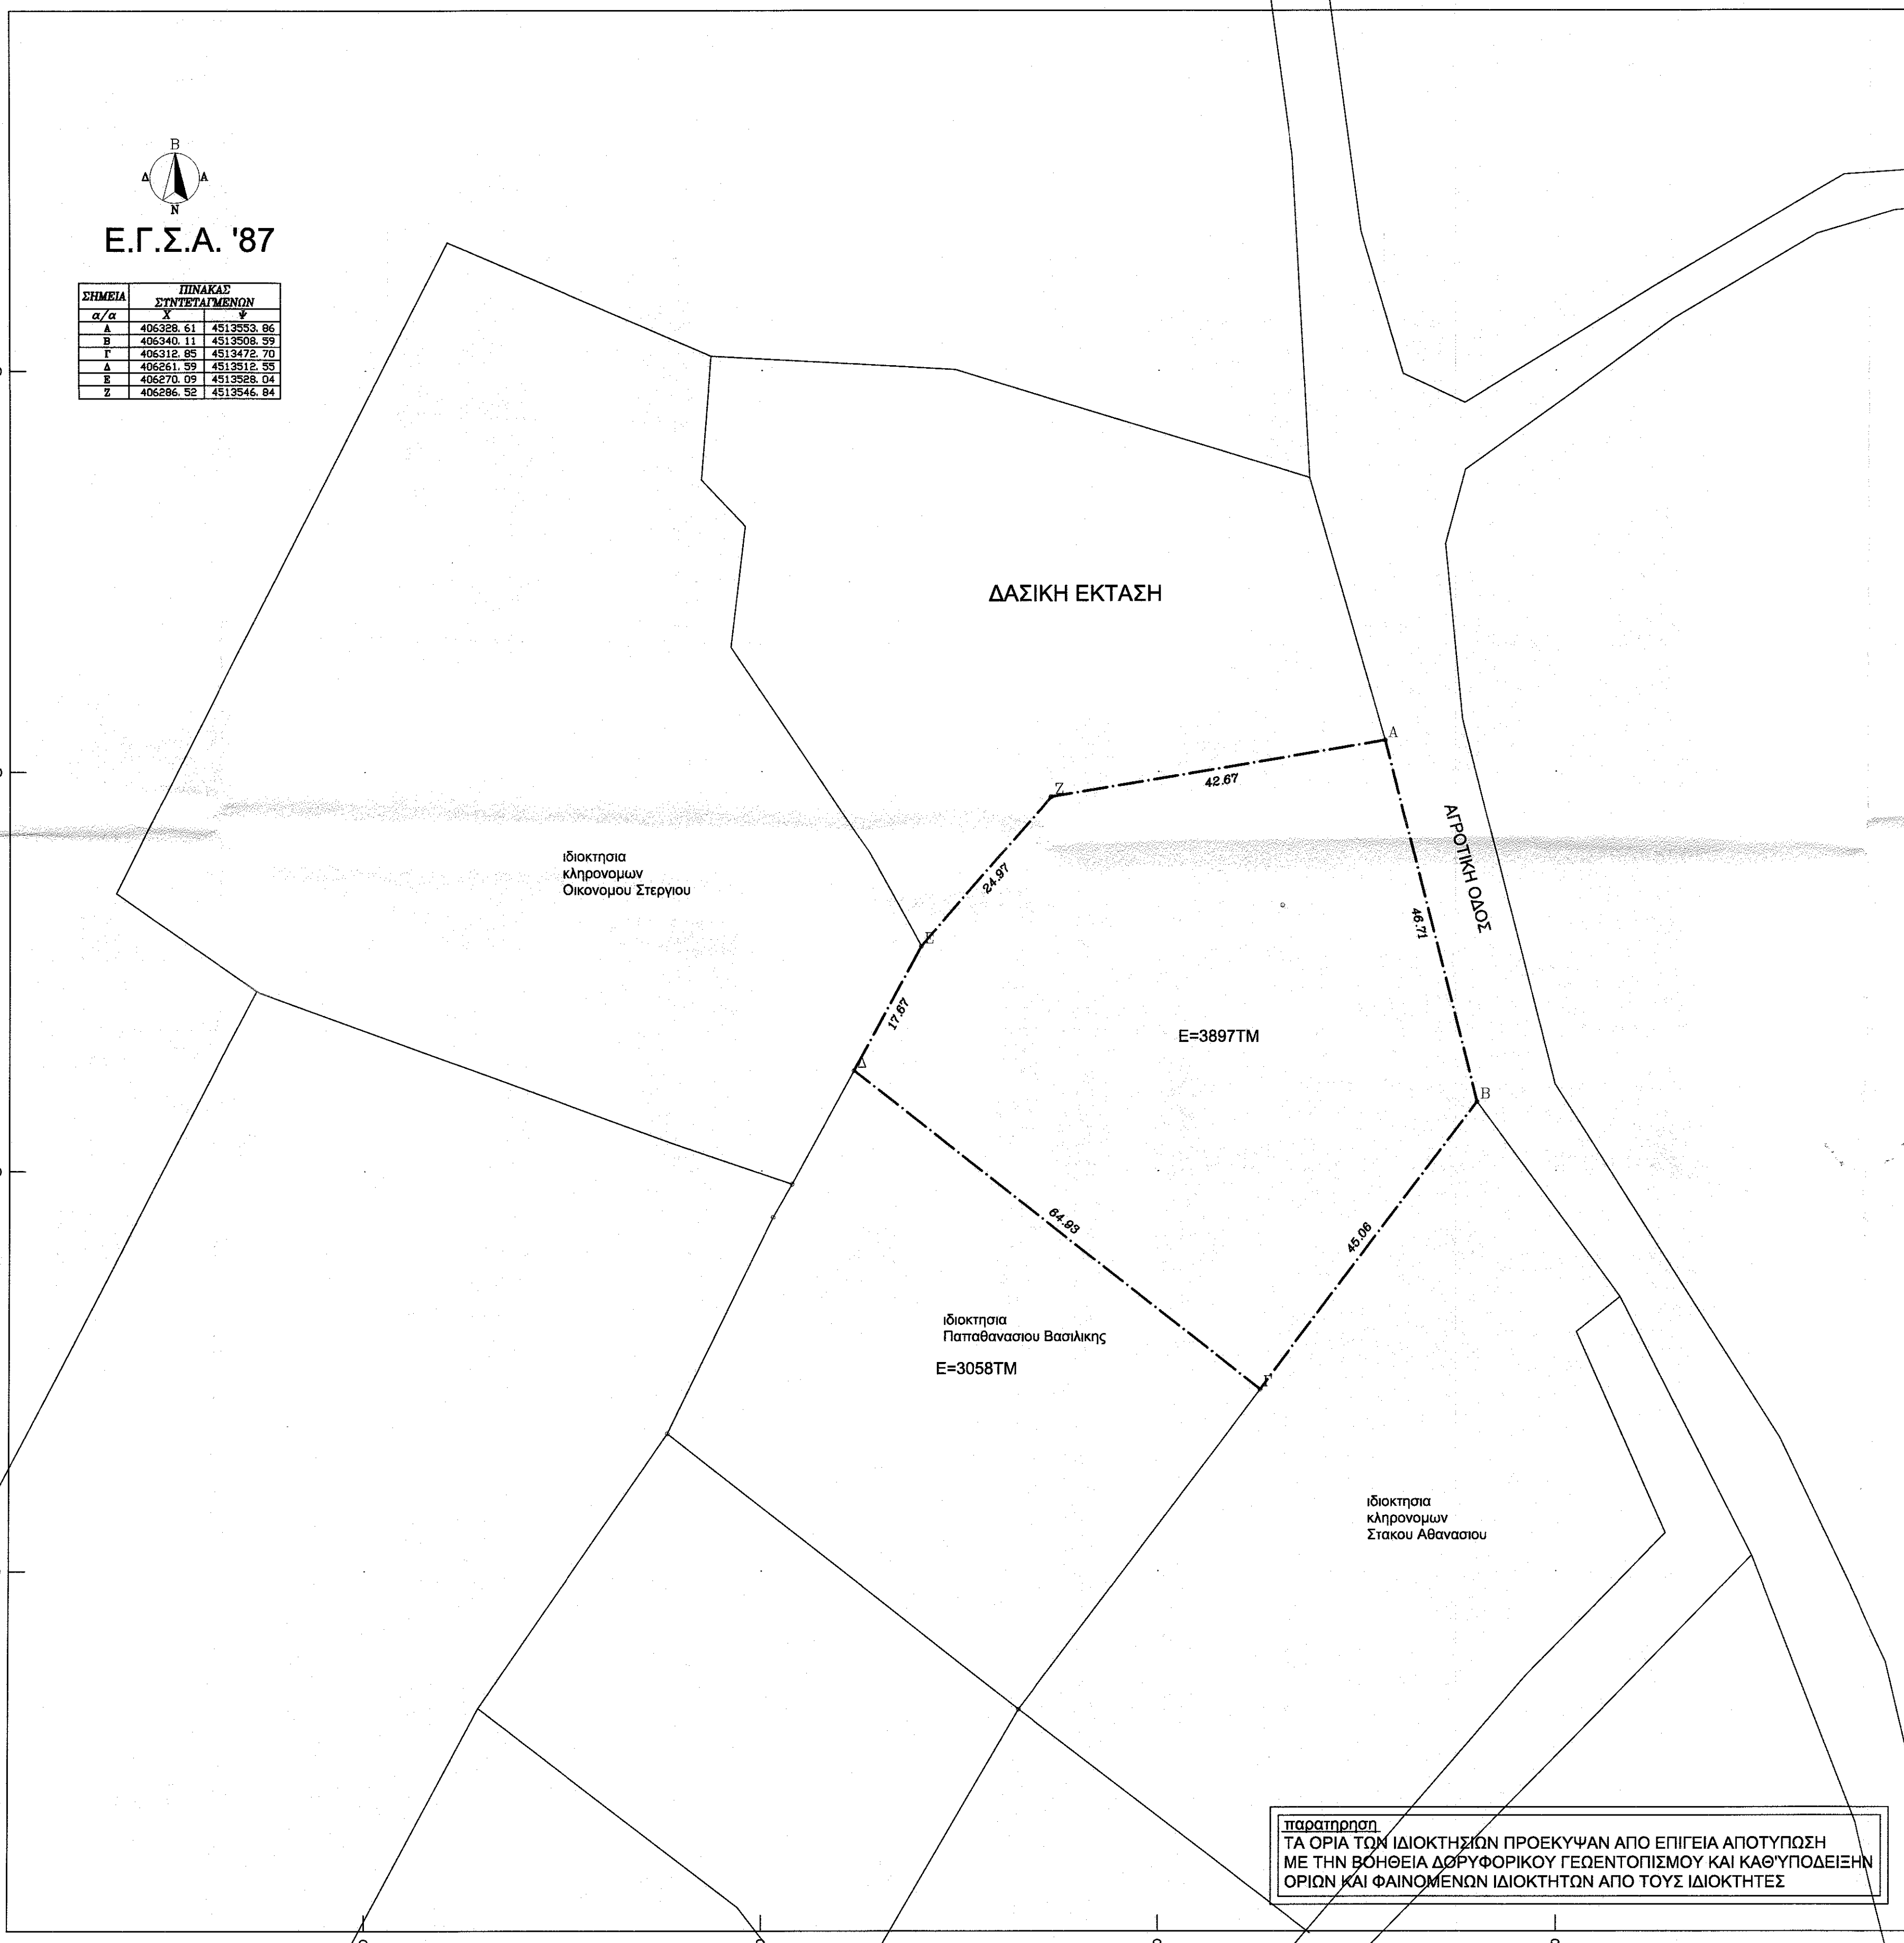 Β
Δ Α
Ν
Ε.Γ.Σ.Α. '87
ΣΗΜΕΙΑ ΠΙΝΑΚΑΣ ΣΥΝΤΕΤΑΓΜΕΝΩΝ
α/α Χ Ψ
Α 406328.61 4513553.86
Β 406340.11 4513508.59
Γ 406312.85 4513472.70
Δ 406261.59 4513512.55
Ε 406270.09 4513528.04
Ζ 406286.52 4513546.84
ΔΑΣΙΚΗ ΕΚΤΑΣΗ
Α
Ζ
42.67
ΑΓΡΟΤΙΚΗ ΟΔΟΣ
ιδιοκτησια
κληρονομων
Οικονομου Στεργιου
24.97
46.71
Ε
17.67
Ε=3897ΤΜ
Δ
Β
64.93
45.06
ιδιοκτησια
Παπαθανασιου Βασιλικης
Ε=3058ΤΜ
Γ
ιδιοκτησια
κληρονομων
Στακου Αθανασιου
παρατηρηση
ΤΑ ΟΡΙΑ ΤΩΝ ΙΔΙΟΚΤΗΣΙΩΝ ΠΡΟΕΚΥΨΑΝ ΑΠΟ ΕΠΙΓΕΙΑ ΑΠΟΤΥΠΩΣΗ
ΜΕ ΤΗΝ ΒΟΗΘΕΙΑ ΔΟΡΥΦΟΡΙΚΟΥ ΓΕΩΕΝΤΟΠΙΣΜΟΥ ΚΑΙ ΚΑΘ'ΥΠΟΔΕΙΞΗΝ
ΟΡΙΩΝ ΚΑΙ ΦΑΙΝΟΜΕΝΩΝ ΙΔΙΟΚΤΗΤΩΝ ΑΠΟ ΤΟΥΣ ΙΔΙΟΚΤΗΤΕΣ